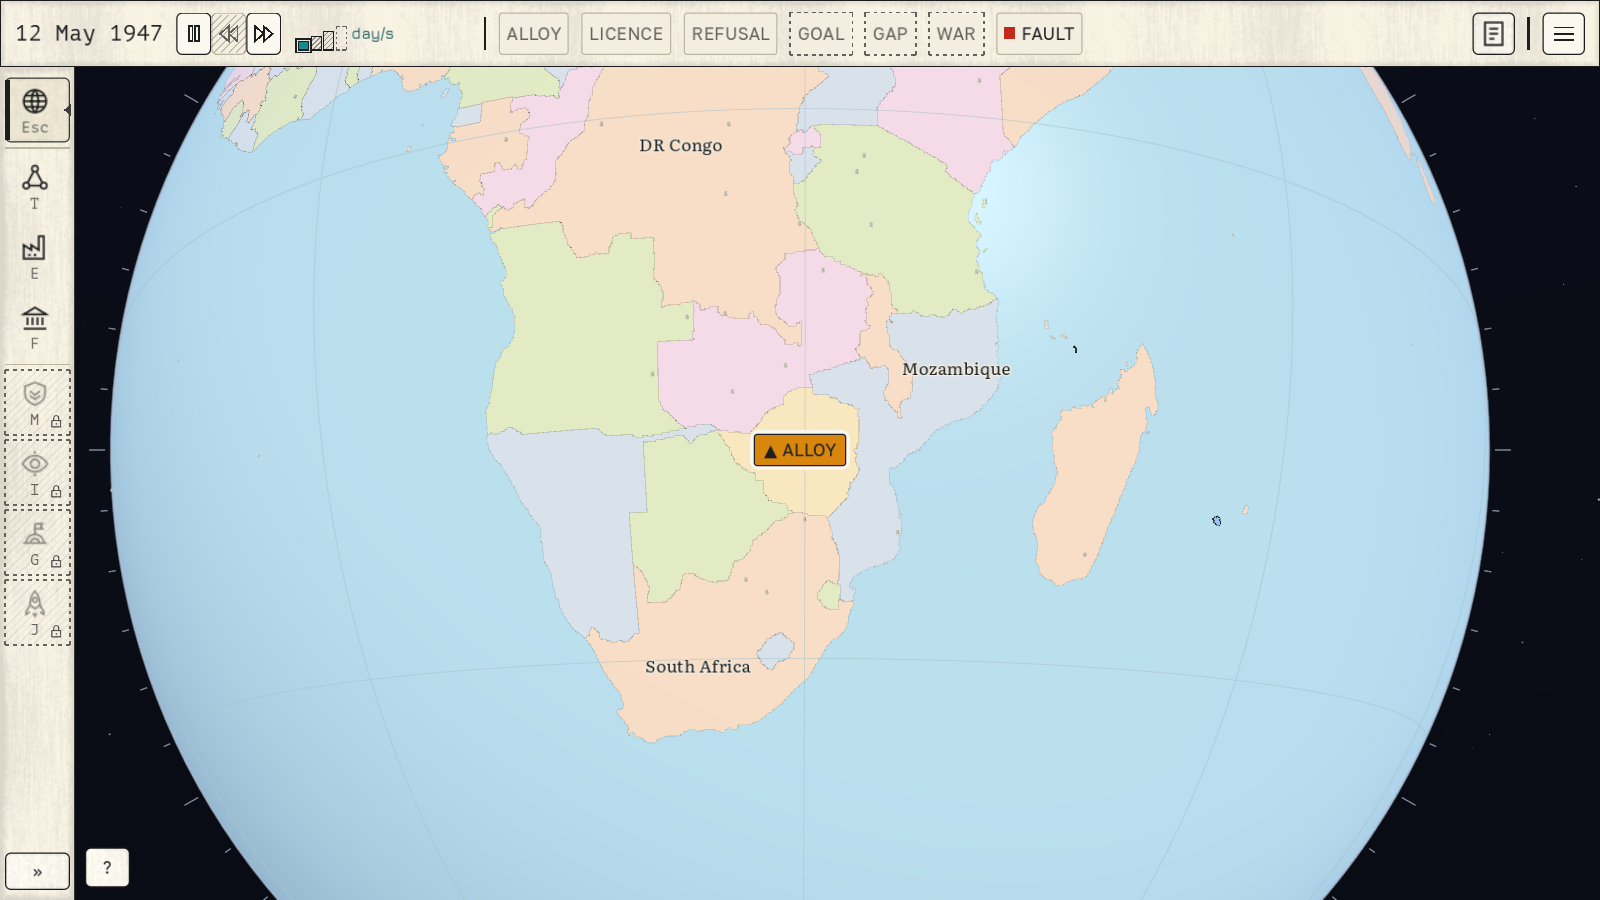 12 May 1947
day/s
ALLOY
LICENCE
REFUSAL
GOAL
GAP
WAR
FAULT
Esc
T
E
F
M
I
G
J
»
?
DR Congo
Mozambique
▲ ALLOY
South Africa